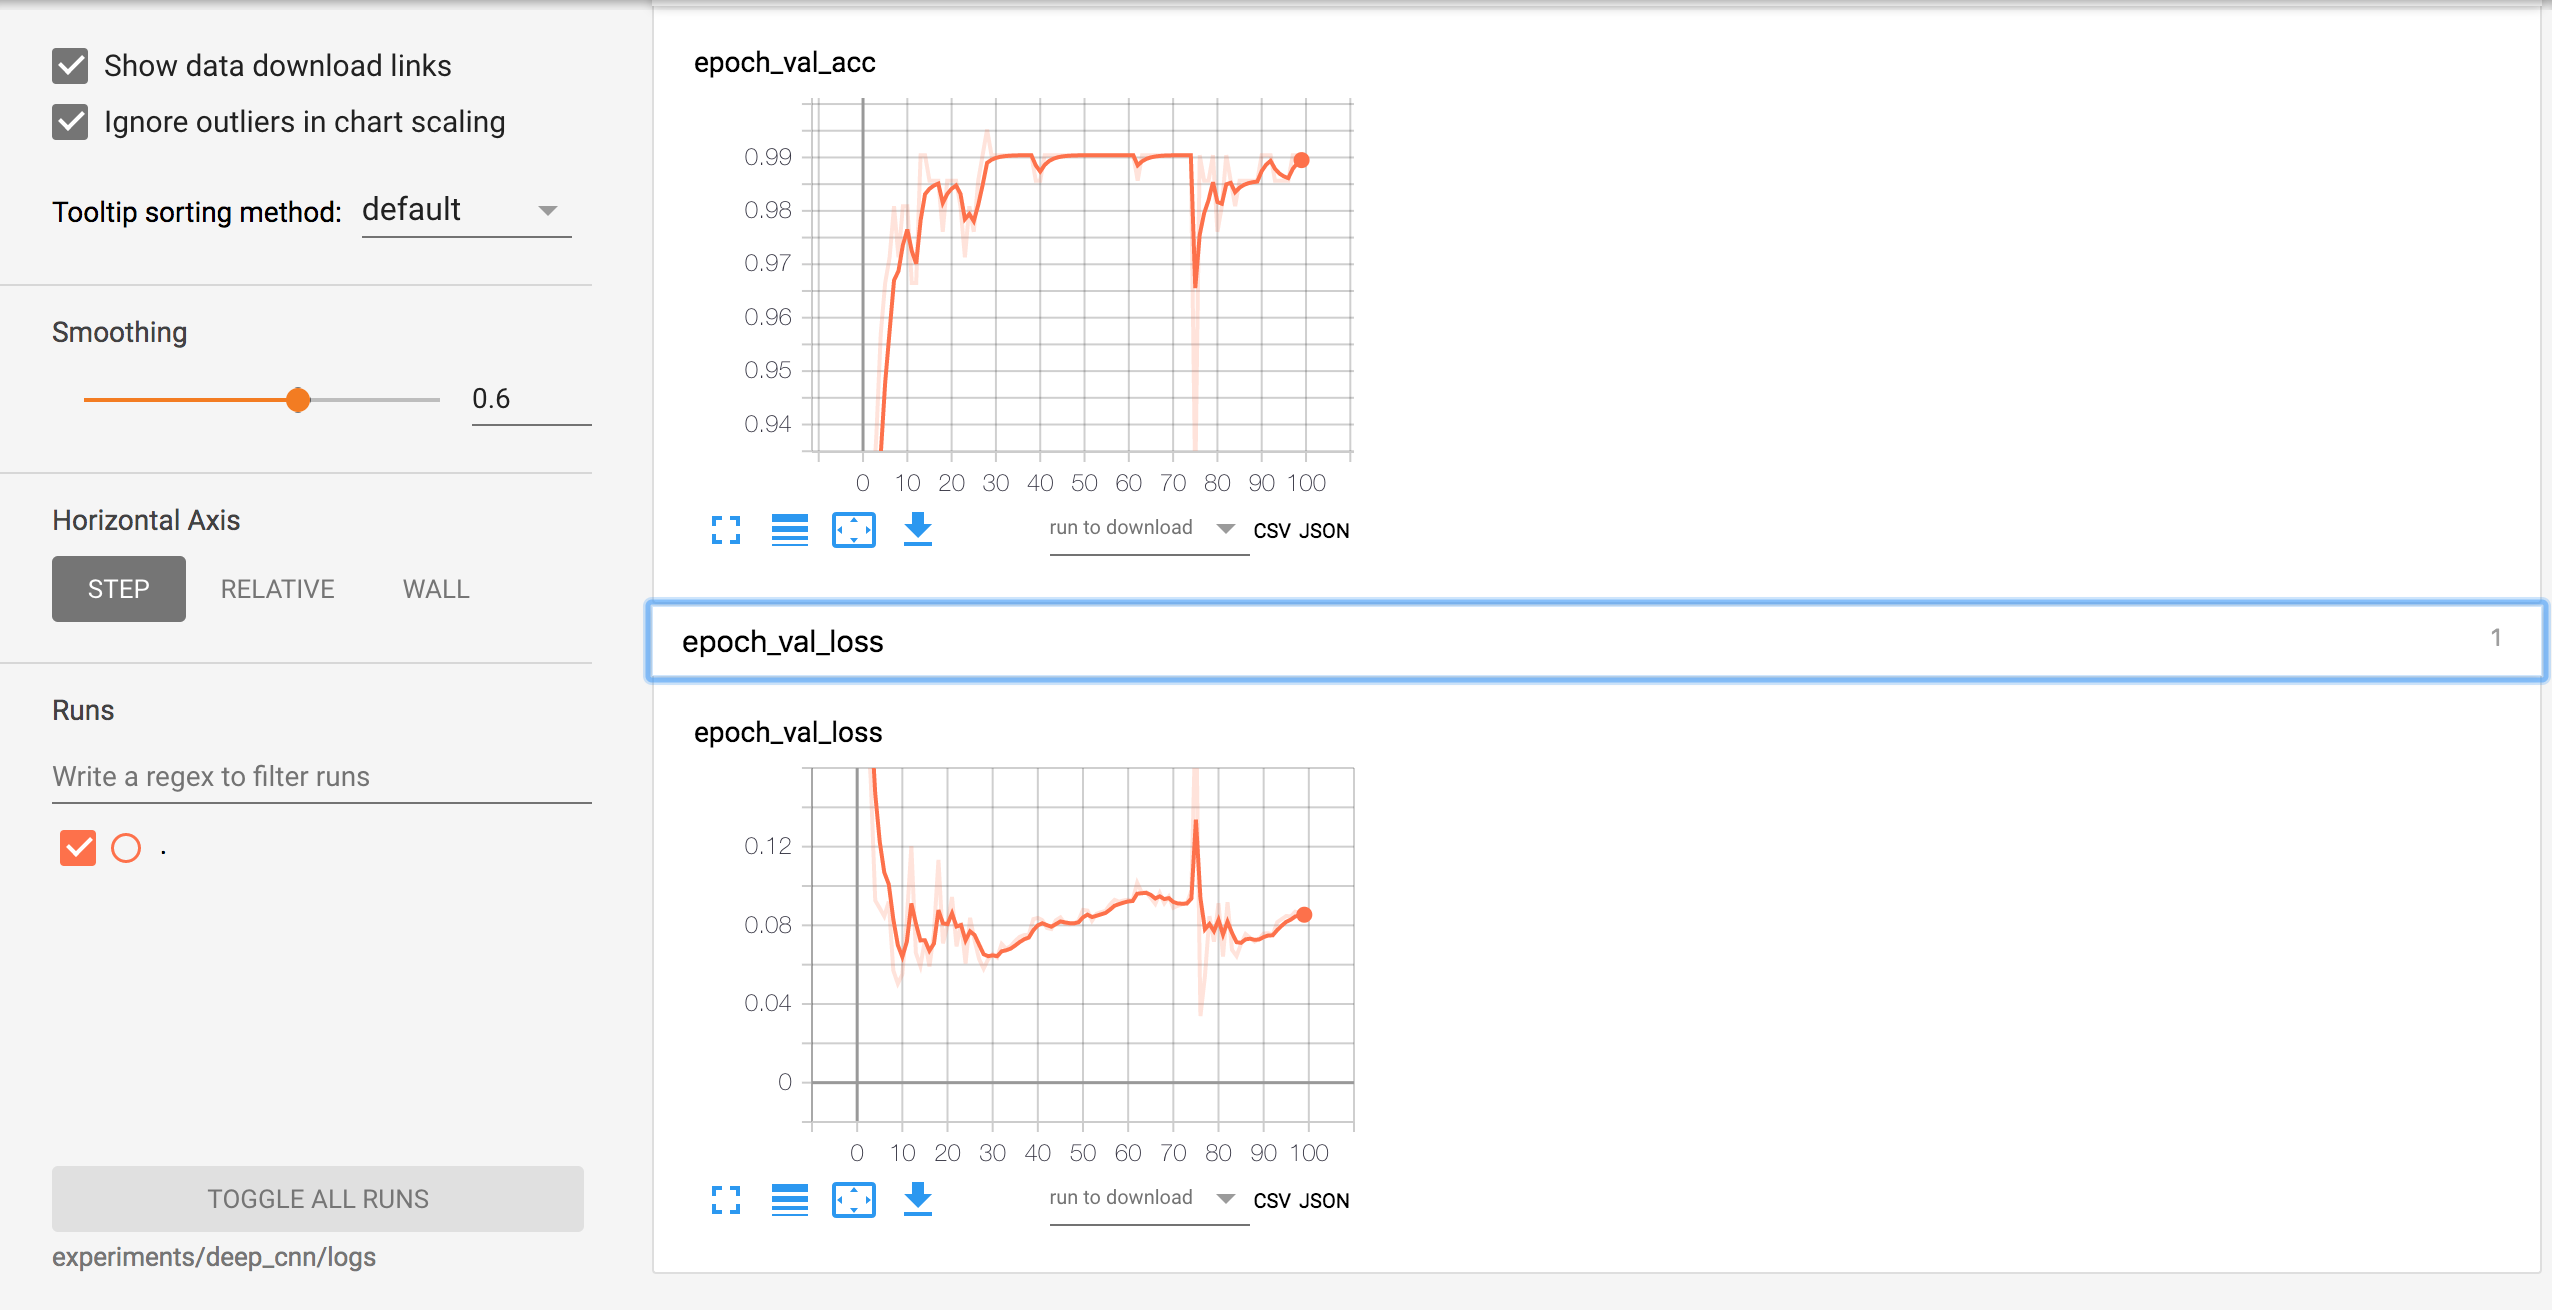 Show data download links
Ignore outliers in chart scaling
Tooltip sorting method: default
Smoothing
0.6
Horizontal Axis
STEP RELATIVE WALL
Runs
Write a regex to filter runs
.
TOGGLE ALL RUNS
experiments/deep_cnn/logs
epoch_val_acc
0.99
0.98
0.97
0.96
0.95
0.94
0 10 20 30 40 50 60 70 80 90 100
run to download CSV JSON
epoch_val_loss 1
epoch_val_loss
0.12
0.08
0.04
0
0 10 20 30 40 50 60 70 80 90 100
run to download CSV JSON